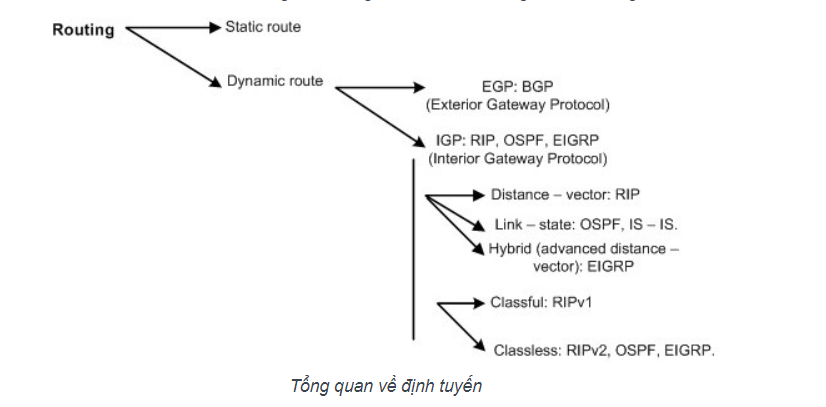 Routing
Static route
Dynamic route
EGP: BGP
(Exterior Gateway Protocol)
IGP: RIP, OSPF, EIGRP
(Interior Gateway Protocol)
Distance – vector: RIP
Link – state: OSPF, IS – IS.
Hybrid (advanced distance –
vector): EIGRP
Classful: RIPv1
Classless: RIPv2, OSPF, EIGRP.
Tổng quan về định tuyến